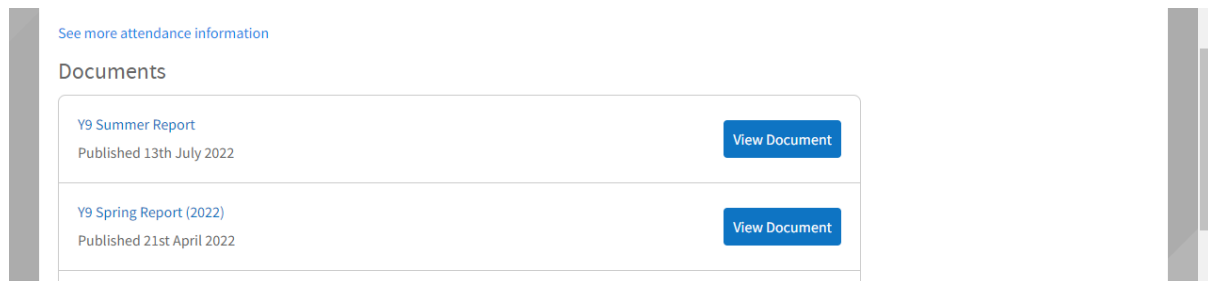 See more attendance information
Documents
Y9 Summer Report
Published 13th July 2022
View Document
Y9 Spring Report (2022)
Published 21st April 2022
View Document